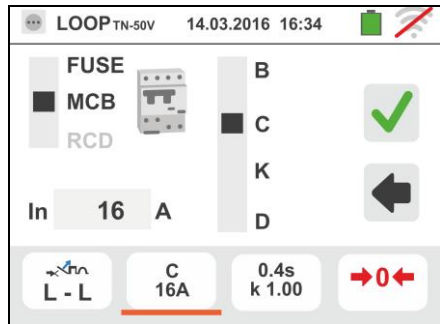 LOOP TN-50V 14.03.2016 16:34
FUSE
MCB
RCD
B
C
K
D
In 16 A
L - L
C
16A
0.4s
k 1.00
0